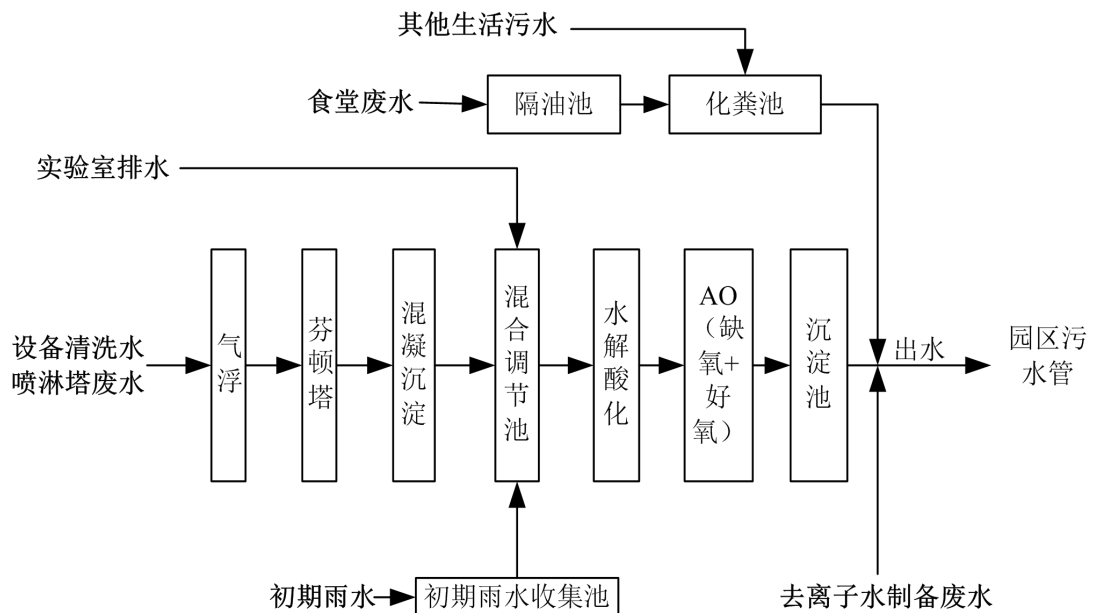 其他生活污水
食堂废水
隔油池
化粪池
实验室排水
设备清洗水
喷淋塔废水
气浮
芬顿塔
混凝沉淀
混合调节池
水解酸化
AO
（缺
氧+
好
氧）
沉淀池
出水
园区污
水管
初期雨水
初期雨水收集池
去离子水制备废水